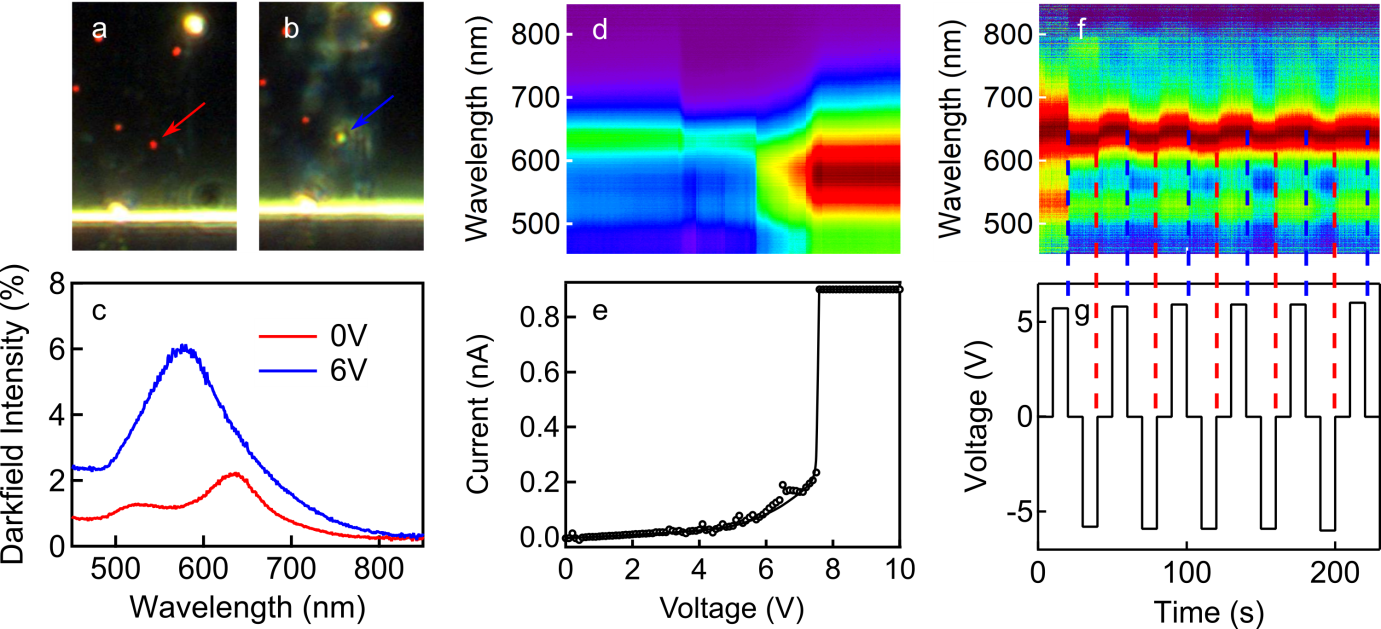 a
b
d
f
Wavelength (nm)
800
700
600
500
Wavelength (nm)
800
700
600
500
c
0V
6V
Darkfield Intensity (%)
8
6
4
2
0
500
600
700
800
Wavelength (nm)
e
Current (nA)
0.8
0.6
0.4
0.2
0.0
0
2
4
6
8
10
Voltage (V)
g
Voltage (V)
5
0
-5
0
100
200
Time (s)